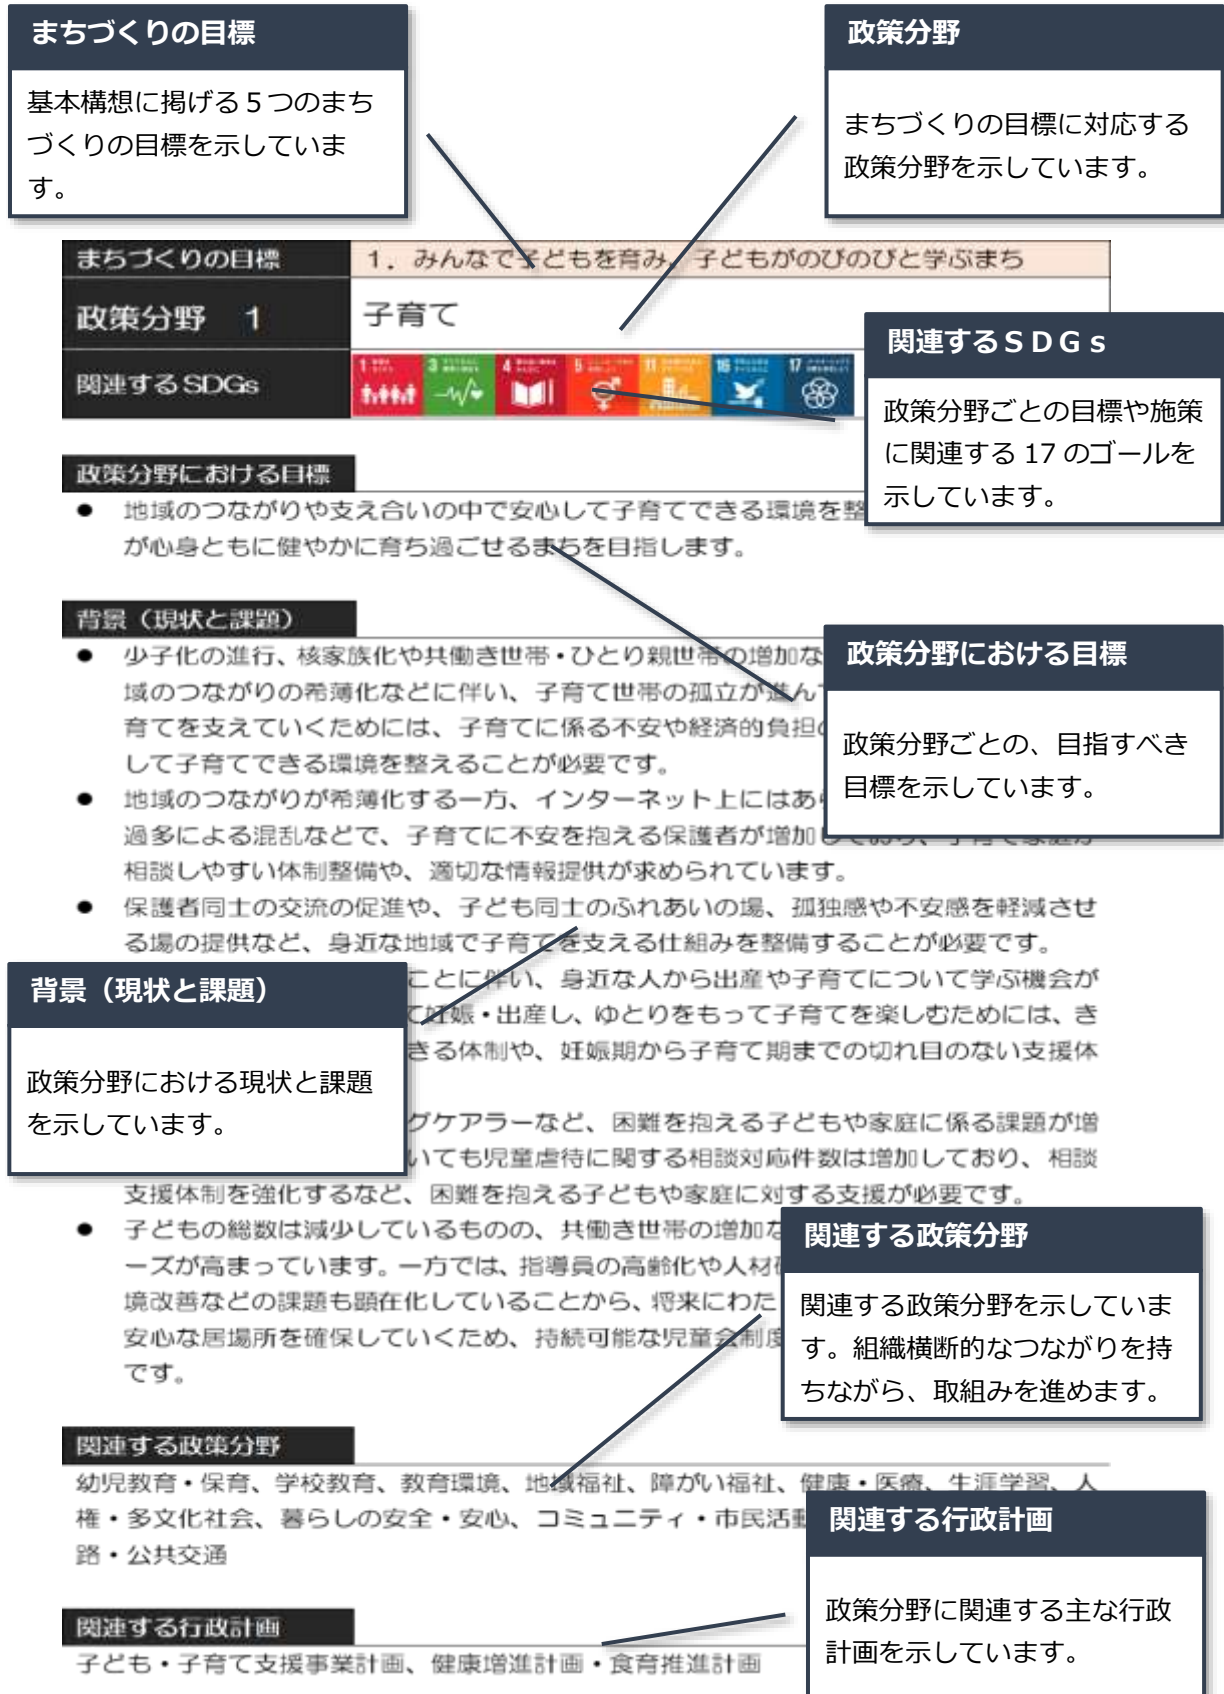 まちづくりの目標
基本構想に掲げる５つのまち
づくりの目標を示していま
す。
政策分野
まちづくりの目標に対応する
政策分野を示しています。
まちづくりの目標
1．みんなで子どもを育み、子どもがのびのびと学ぶまち
政策分野　1
子育て
関連するSDGs
1
3
4
5
11
16
17
関連するＳＤＧｓ
政策分野ごとの目標や施策
に関連する 17 のゴールを
示しています。
政策分野における目標
● 地域のつながりや支え合いの中で安心して子育てできる環境を整
が心身ともに健やかに育ち過ごせるまちを目指します。
背景（現状と課題）
● 少子化の進行、核家族化や共働き世帯・ひとり親世帯の増加な
域のつながりの希薄化などに伴い、子育て世帯の孤立が進んで
育てを支えていくためには、子育てに係る不安や経済的負担の
して子育てできる環境を整えることが必要です。
● 地域のつながりが希薄化する一方、インターネット上にはあ
過多による混乱などで、子育てに不安を抱える保護者が増加しており、子育て家庭が
相談しやすい体制整備や、適切な情報提供が求められています。
● 保護者同士の交流の促進や、子ども同士のふれあいの場、孤独感や不安感を軽減させ
る場の提供など、身近な地域で子育てを支える仕組みを整備することが必要です。
ことに伴い、身近な人から出産や子育てについて学ぶ機会が
て妊娠・出産し、ゆとりをもって子育てを楽しむためには、き
きる体制や、妊娠期から子育て期までの切れ目のない支援体
グケアラーなど、困難を抱える子どもや家庭に係る課題が増
いても児童虐待に関する相談対応件数は増加しており、相談
支援体制を強化するなど、困難を抱える子どもや家庭に対する支援が必要です。
● 子どもの総数は減少しているものの、共働き世帯の増加な
ーズが高まっています。一方では、指導員の高齢化や人材
境改善などの課題も顕在化していることから、将来にわた
安心な居場所を確保していくため、持続可能な児童会制度
です。
政策分野における目標
政策分野ごとの、目指すべき
目標を示しています。
背景（現状と課題）
政策分野における現状と課題
を示しています。
関連する政策分野
関連する政策分野を示していま
す。組織横断的なつながりを持
ちながら、取組みを進めます。
関連する政策分野
幼児教育・保育、学校教育、教育環境、地域福祉、障がい福祉、健康・医療、生涯学習、人
権・多文化社会、暮らしの安全・安心、コミュニティ・市民活動
路・公共交通
関連する行政計画
子ども・子育て支援事業計画、健康増進計画・食育推進計画
関連する行政計画
政策分野に関連する主な行政
計画を示しています。